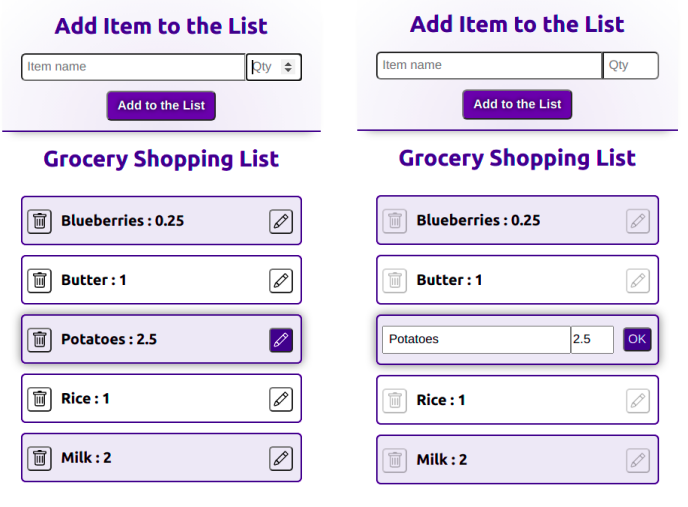 Add Item to the List
Item name
Qty
Add to the List
Grocery Shopping List
Blueberries : 0.25
Butter : 1
Potatoes : 2.5
Rice : 1
Milk : 2
Add Item to the List
Item name
Qty
Add to the List
Grocery Shopping List
Blueberries : 0.25
Butter : 1
Potatoes 2.5 OK
Rice : 1
Milk : 2